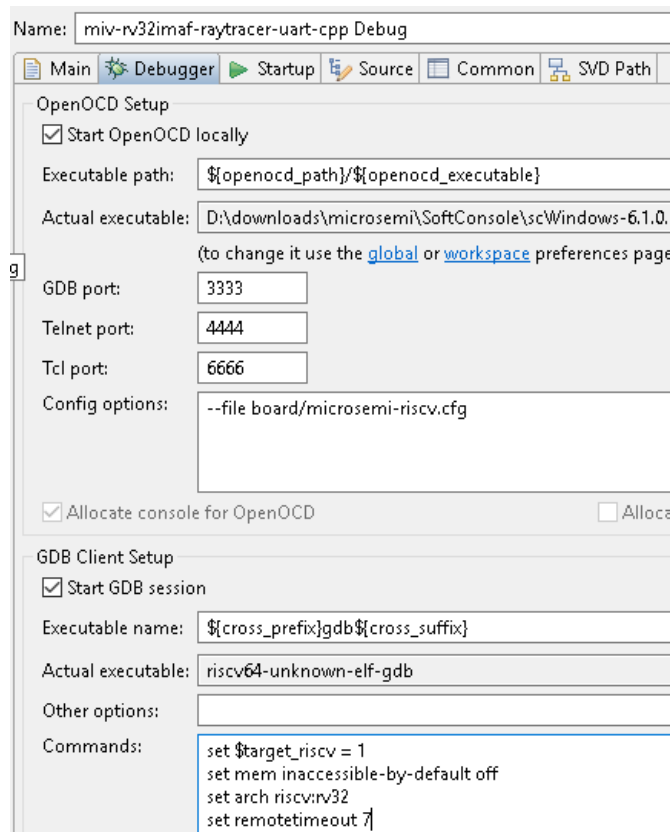 Name: miv-rv32imaf-raytracer-uart-cpp Debug
Main Debugger Startup Source Common SVD Path
OpenOCD Setup
Start OpenOCD locally
Executable path: ${openocd_path}/${openocd_executable}
Actual executable: D:\downloads\microsemi\SoftConsole\scWindows-6.1.0.
(to change it use the global or workspace preferences page
g
GDB port: 3333
Telnet port: 4444
Tcl port: 6666
Config options: --file board/microsemi-riscv.cfg
Allocate console for OpenOCD Alloca
GDB Client Setup
Start GDB session
Executable name: ${cross_prefix}gdb${cross_suffix}
Actual executable: riscv64-unknown-elf-gdb
Other options:
Commands: set $target_riscv = 1
set mem inaccessible-by-default off
set arch riscv:rv32
set remotetimeout 7